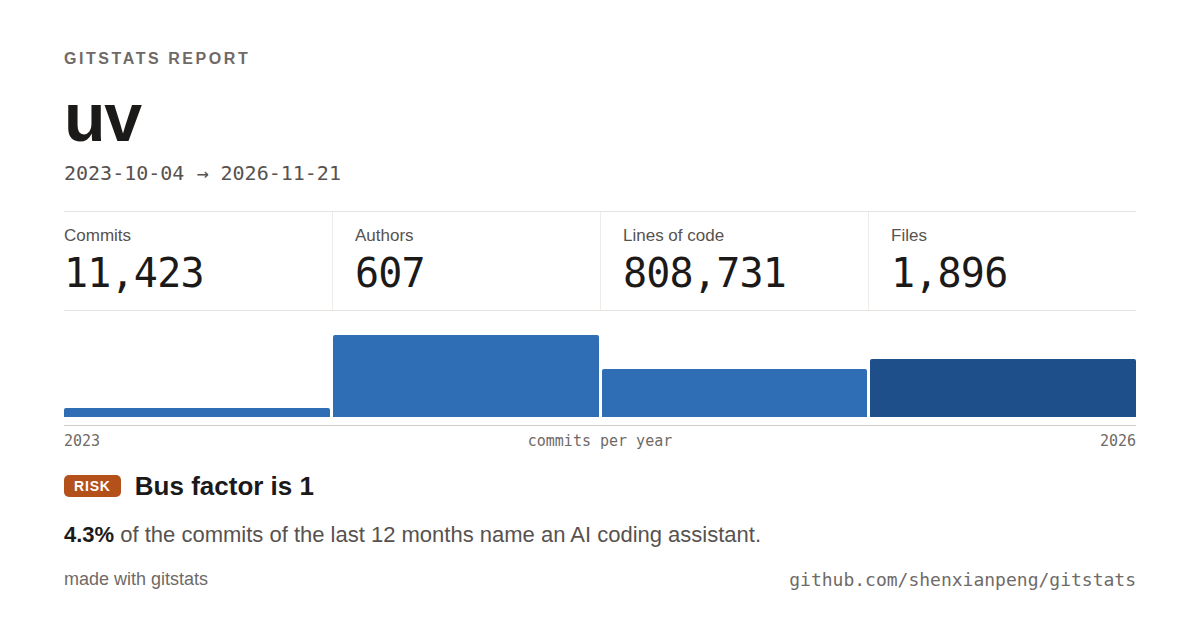 GITSTATS REPORT
uv
2023-10-04 → 2026-11-21
Commits Authors Lines of code Files
11,423 607 808,731 1,896
2023 commits per year 2026
RISK Bus factor is 1
4.3% of the commits of the last 12 months name an AI coding assistant.
made with gitstats github.com/shenxianpeng/gitstats